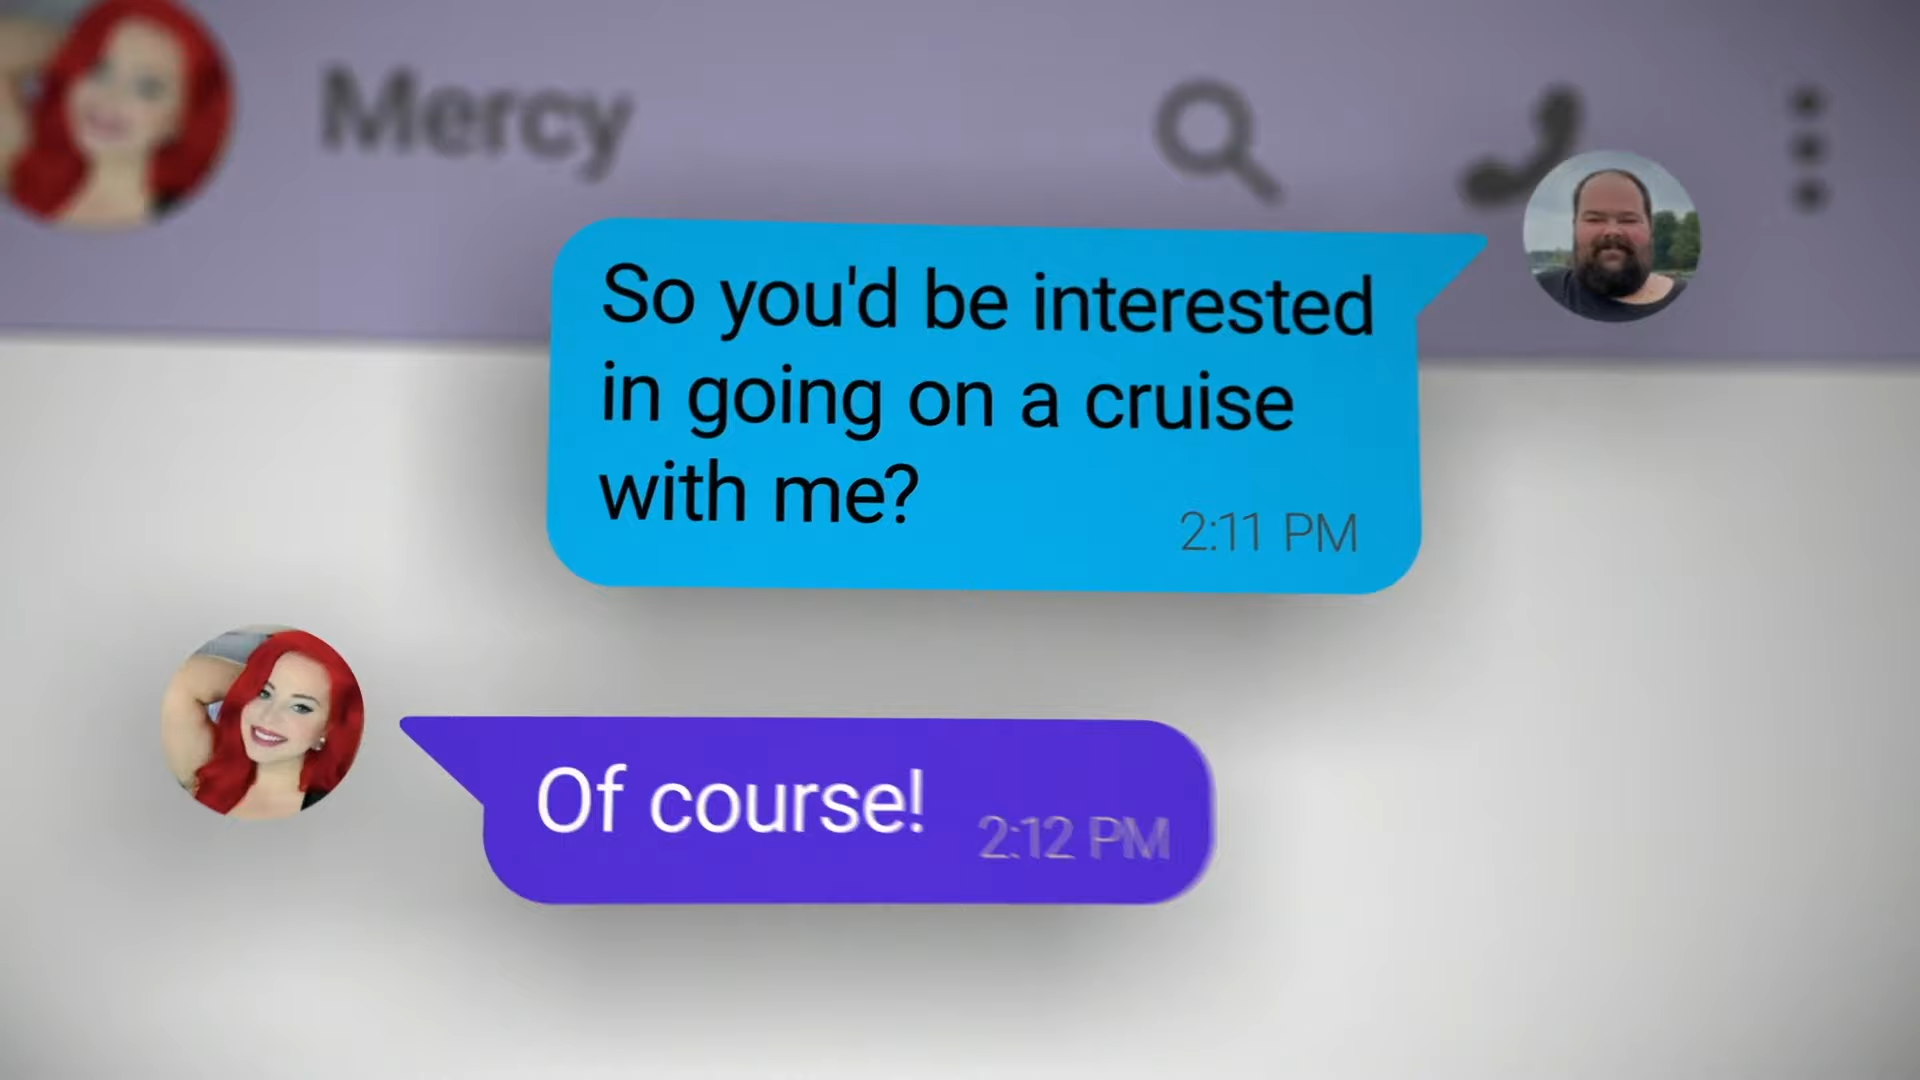 Mercy
So you'd be interested
in going on a cruise
with me?
2:11 PM
Of course!
2:12 PM